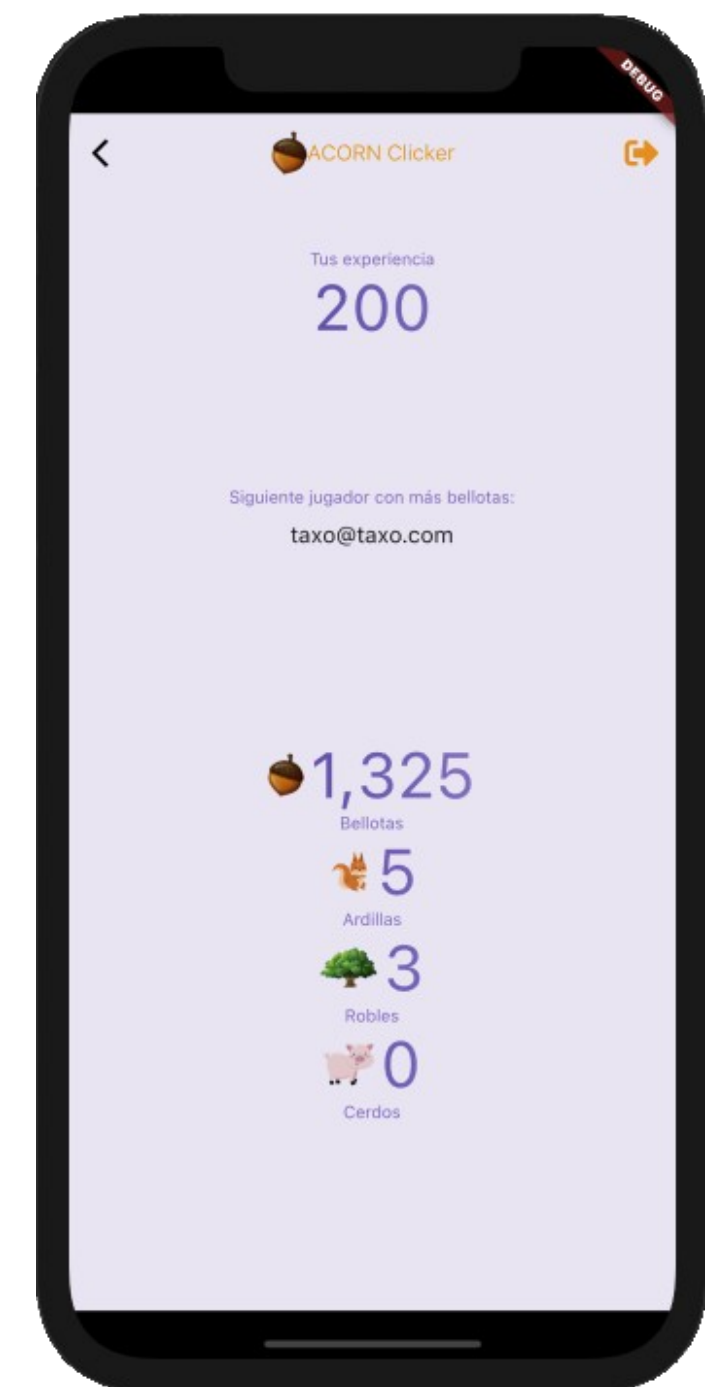 DEBUG
ACORN Clicker
Tus experiencia
200
Siguiente jugador con más bellotas:
taxo@taxo.com
1,325
Bellotas
5
Ardillas
3
Robles
0
Cerdos